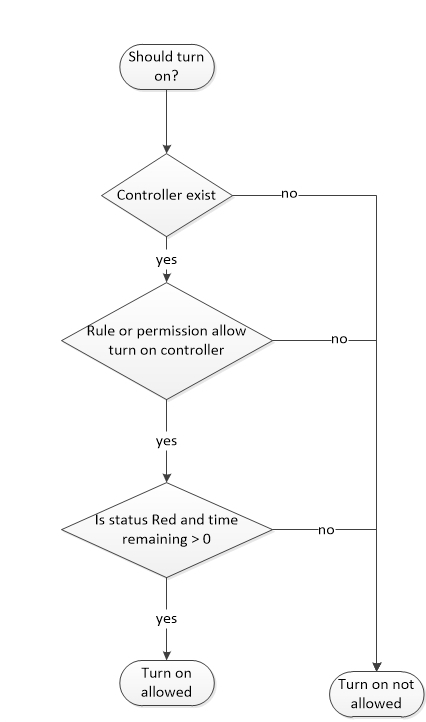 Should turn
on?
Controller exist
no
yes
Rule or permission allow
turn on controller
no
yes
Is status Red and time
remaining > 0
no
yes
Turn on
allowed
Turn on not
allowed